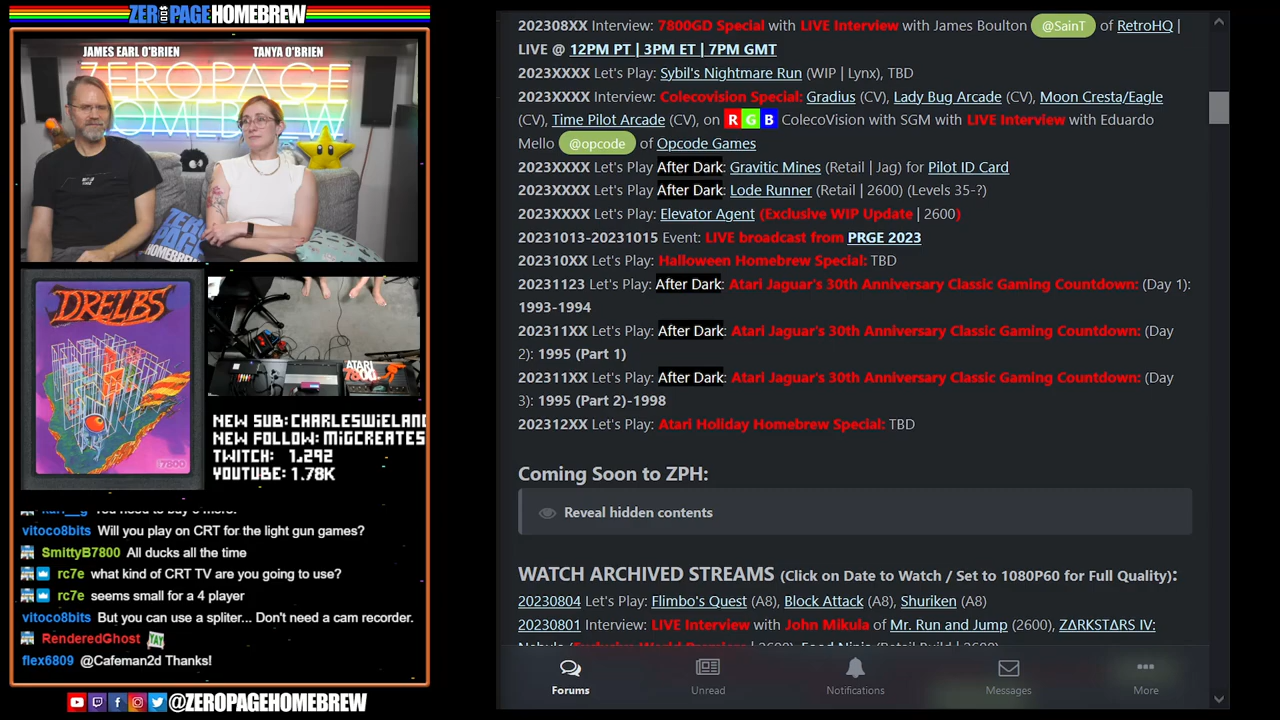 ZEROPAGEHOMEBREW
JAMES EARL O'BRIEN
TANYA O'BRIEN
ZEROPAGE
HOMEBREW
ZEROPAGE
HOMEBREW
DRELBS
7800
ATARI
7800
NEW SUB:CHARLESWIELAND
NEW FOLLOW:MIGCREATES
TWITCH: 1,292
YOUTUBE: 1.78K
vitoco8bits Will you play on CRT for the light gun games?
SmittyB7800 All ducks all the time
rc7e what kind of CRT TV are you going to use?
rc7e seems small for a 4 player
vitoco8bits But you can use a spliter... Don't need a cam recorder.
RenderedGhost YAY
flex6809 @Cafeman2d Thanks!
@ZEROPAGEHOMEBREW
202308XX Interview: 7800GD Special with LIVE Interview with James Boulton @SainT of RetroHQ |
LIVE @ 12PM PT | 3PM ET | 7PM GMT
2023XXXX Let's Play: Sybil's Nightmare Run (WIP | Lynx), TBD
2023XXXX Interview: Colecovision Special: Gradius (CV), Lady Bug Arcade (CV), Moon Cresta/Eagle
(CV), Time Pilot Arcade (CV), on R G B ColecoVision with SGM with LIVE Interview with Eduardo
Mello @opcode of Opcode Games
2023XXXX Let's Play After Dark: Gravitic Mines (Retail | Jag) for Pilot ID Card
2023XXXX Let's Play After Dark: Lode Runner (Retail | 2600) (Levels 35-?)
2023XXXX Let's Play: Elevator Agent (Exclusive WIP Update | 2600)
20231013-20231015 Event: LIVE broadcast from PRGE 2023
202310XX Let's Play: Halloween Homebrew Special: TBD
20231123 Let's Play: After Dark: Atari Jaguar's 30th Anniversary Classic Gaming Countdown: (Day 1):
1993-1994
202311XX Let's Play: After Dark: Atari Jaguar's 30th Anniversary Classic Gaming Countdown: (Day
2): 1995 (Part 1)
202311XX Let's Play: After Dark: Atari Jaguar's 30th Anniversary Classic Gaming Countdown: (Day
3): 1995 (Part 2)-1998
202312XX Let's Play: Atari Holiday Homebrew Special: TBD
Coming Soon to ZPH:
Reveal hidden contents
WATCH ARCHIVED STREAMS (Click on Date to Watch / Set to 1080P60 for Full Quality):
20230804 Let's Play: Flimbo's Quest (A8), Block Attack (A8), Shuriken (A8)
20230801 Interview: LIVE Interview with John Mikula of Mr. Run and Jump (2600), ZΔRKSTΔRS IV:
Forums
Unread
Notifications
Messages
More